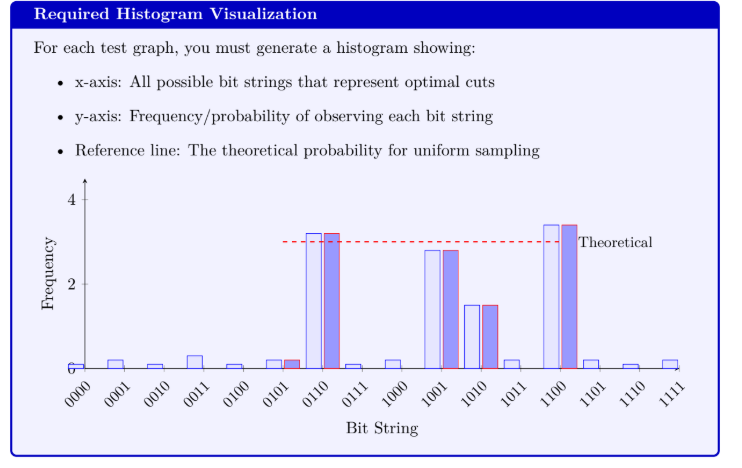 Required Histogram Visualization
For each test graph, you must generate a histogram showing:
• x-axis: All possible bit strings that represent optimal cuts
• y-axis: Frequency/probability of observing each bit string
• Reference line: The theoretical probability for uniform sampling
4
2
0
Frequency
Theoretical
0000 0001 0010 0011 0100 0101 0110 0111 1000 1001 1010 1011 1100 1101 1110 1111
Bit String